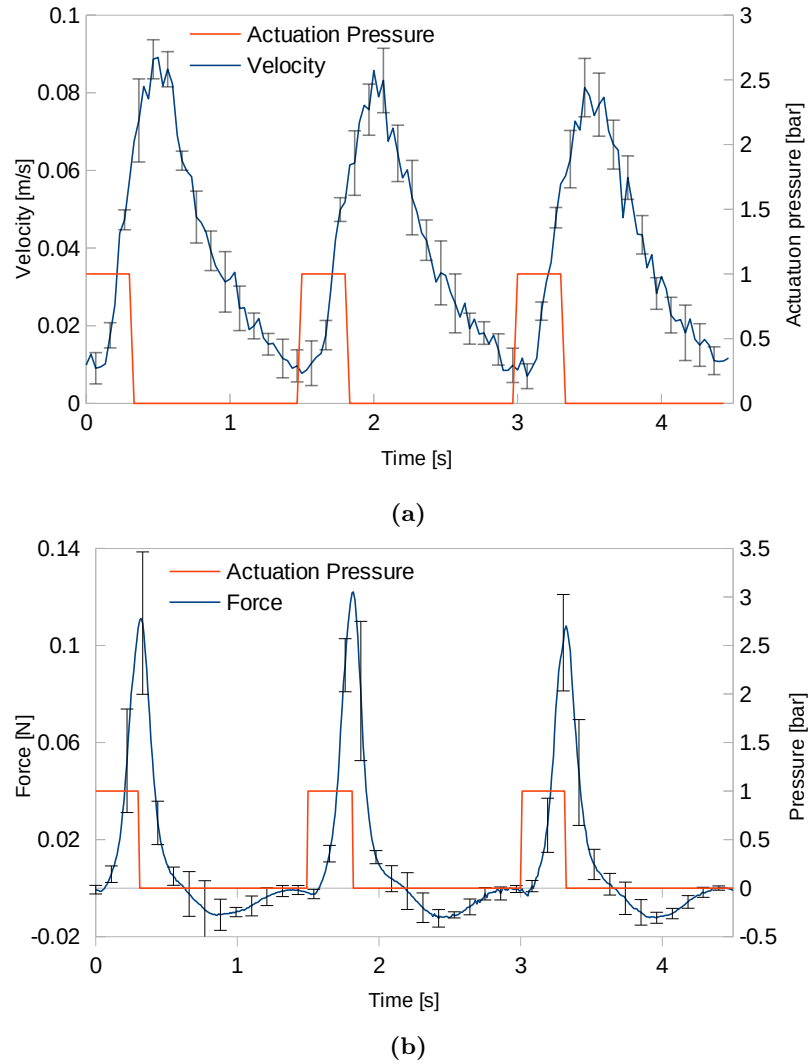 0.1
0.08
0.06
0.04
0.02
0
Velocity [m/s]
Actuation Pressure
Velocity
3
2.5
2
1.5
1
0.5
0
Actuatuon pressure [bar]
0 1 2 3 4
Time [s]
(a)
0.14
0.1
0.06
0.02
-0.02
Force [N]
Actuation Pressure
Force
3.5
3
2.5
2
1.5
1
0.5
0
-0.5
Pressure [bar]
0 1 2 3 4
Time [s]
(b)